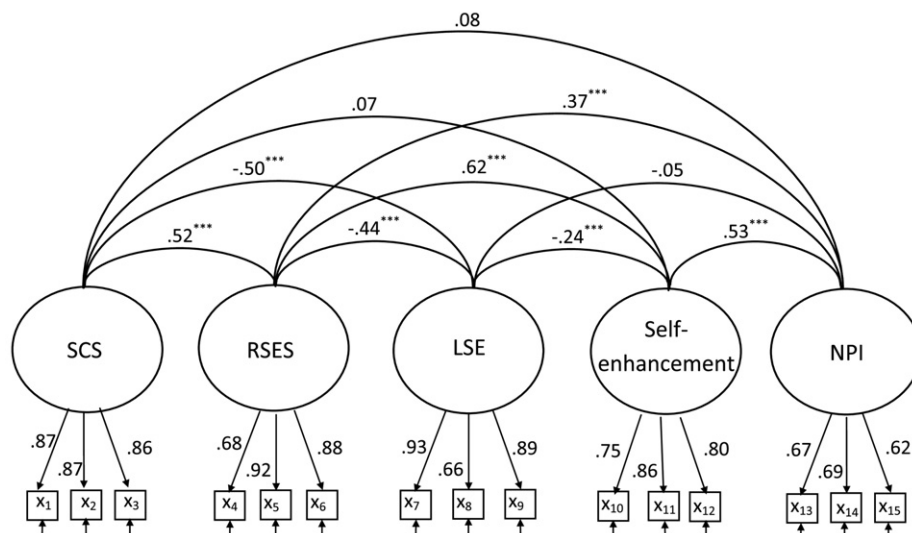 .08
.07
.37***
-.50***
.62***
-.05
.52***
-.44***
-.24***
.53***
SCS
RSES
LSE
Self-
enhancement
NPI
.87
.87
.86
.68
.92
.88
.93
.66
.89
.75
.86
.80
.67
.69
.62
x1
x2
x3
x4
x5
x6
x7
x8
x9
x10
x11
x12
x13
x14
x15